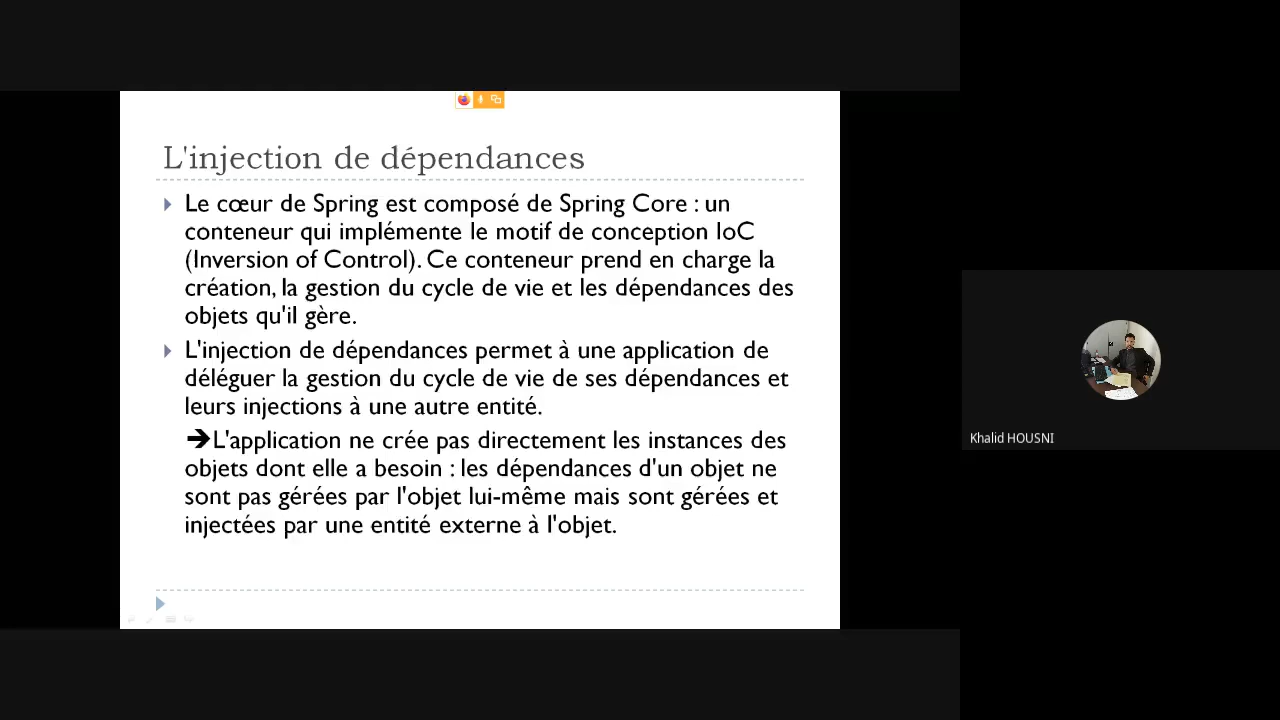 L'injection de dépendances
Le cœur de Spring est composé de Spring Core : un
conteneur qui implémente le motif de conception IoC
(Inversion of Control). Ce conteneur prend en charge la
création, la gestion du cycle de vie et les dépendances des
objets qu'il gère.
L'injection de dépendances permet à une application de
déléguer la gestion du cycle de vie de ses dépendances et
leurs injections à une autre entité.
➔L'application ne crée pas directement les instances des
objets dont elle a besoin : les dépendances d'un objet ne
sont pas gérées par l'objet lui-même mais sont gérées et
injectées par une entité externe à l'objet.
Khalid HOUSNI